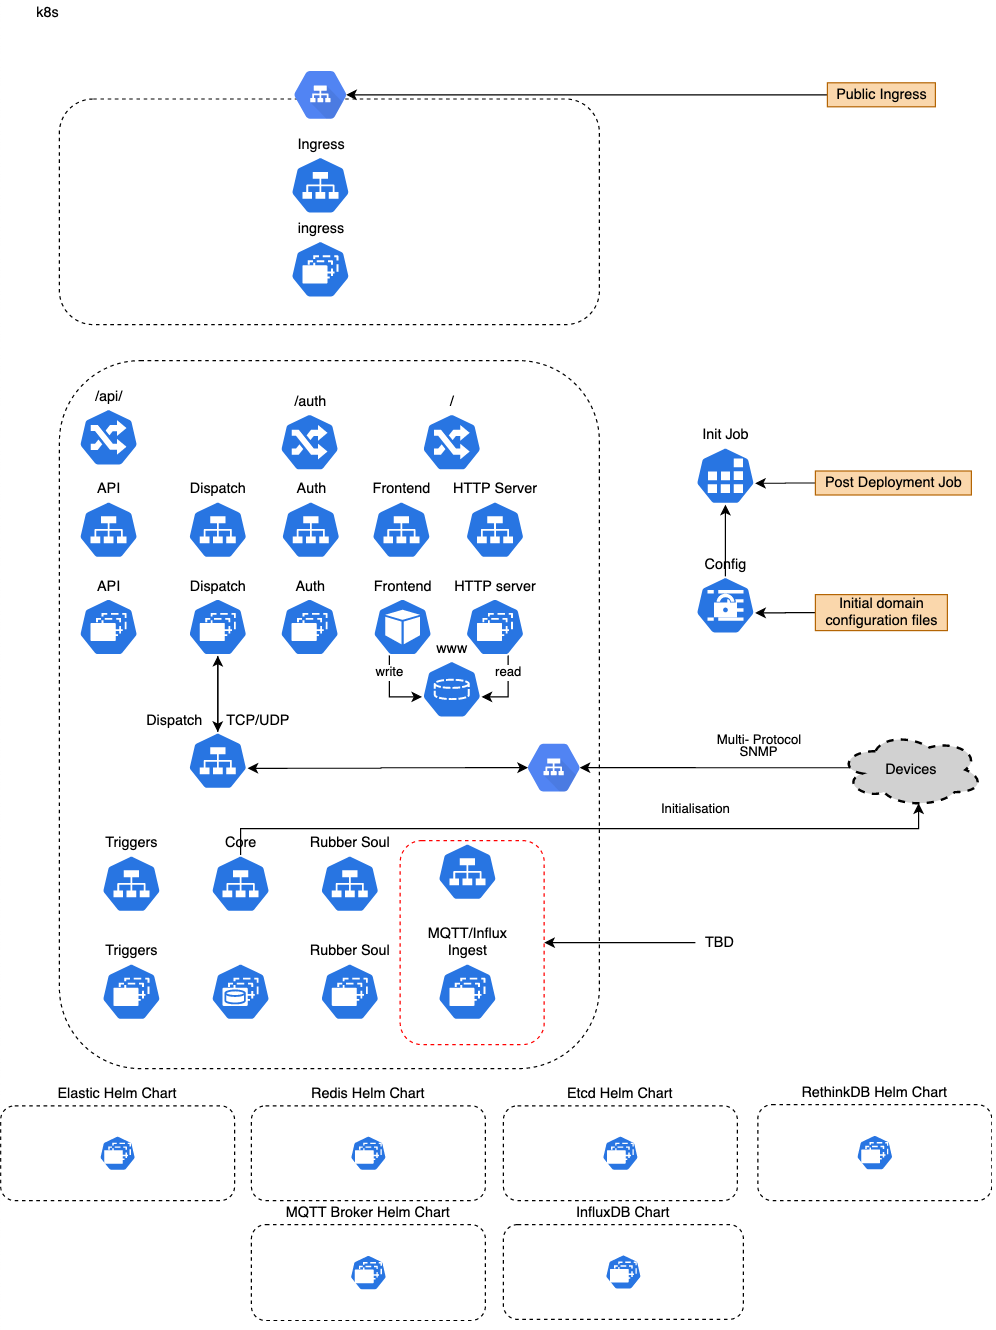 k8s
Public Ingress
Ingress
ingress
/api/
/auth
/
Init Job
API
Dispatch
Auth
Frontend
HTTP Server
Post Deployment Job
Config
API
Dispatch
Auth
Frontend
HTTP server
Initial domain
configuration files
www
write
read
Dispatch
TCP/UDP
Multi- Protocol
SNMP
Devices
Initialisation
Triggers
Core
Rubber Soul
MQTT/Influx
Ingest
TBD
Triggers
Rubber Soul
Elastic Helm Chart
Redis Helm Chart
Etcd Helm Chart
RethinkDB Helm Chart
MQTT Broker Helm Chart
InfluxDB Chart